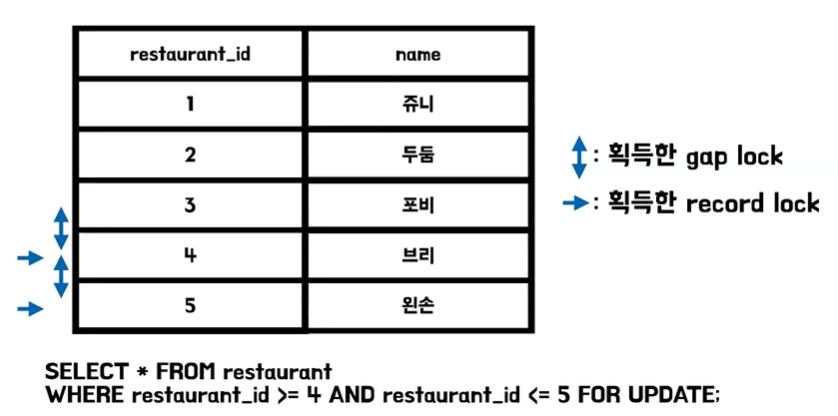 restaurant_id name
1 쥬니
2 두둠
3 포비
4 브리
5 왼손
: 획득한 gap lock
: 획득한 record lock
SELECT * FROM restaurant
WHERE restaurant_id >= 4 AND restaurant_id <= 5 FOR UPDATE;